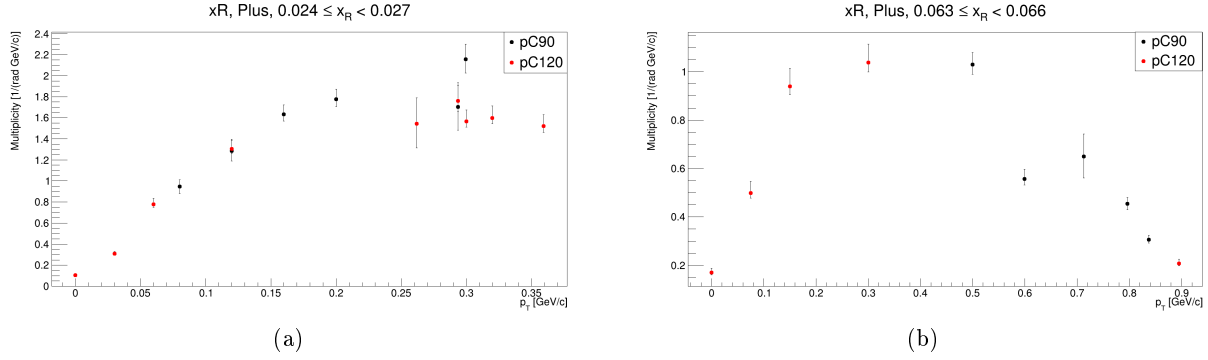 xR, Plus, 0.024 ≤ x_R < 0.027
Multiplicity [1/(rad GeV/c)]
2.4
2.2
2
1.8
1.6
1.4
1.2
1
0.8
0.6
0.4
0.2
0
pC90
pC120
0 0.05 0.1 0.15 0.2 0.25 0.3 0.35
p_T [GeV/c]
(a)
xR, Plus, 0.063 ≤ x_R < 0.066
Multiplicity [1/(rad GeV/c)]
1
0.8
0.6
0.4
0.2
pC90
pC120
0 0.1 0.2 0.3 0.4 0.5 0.6 0.7 0.8 0.9
p_T [GeV/c]
(b)